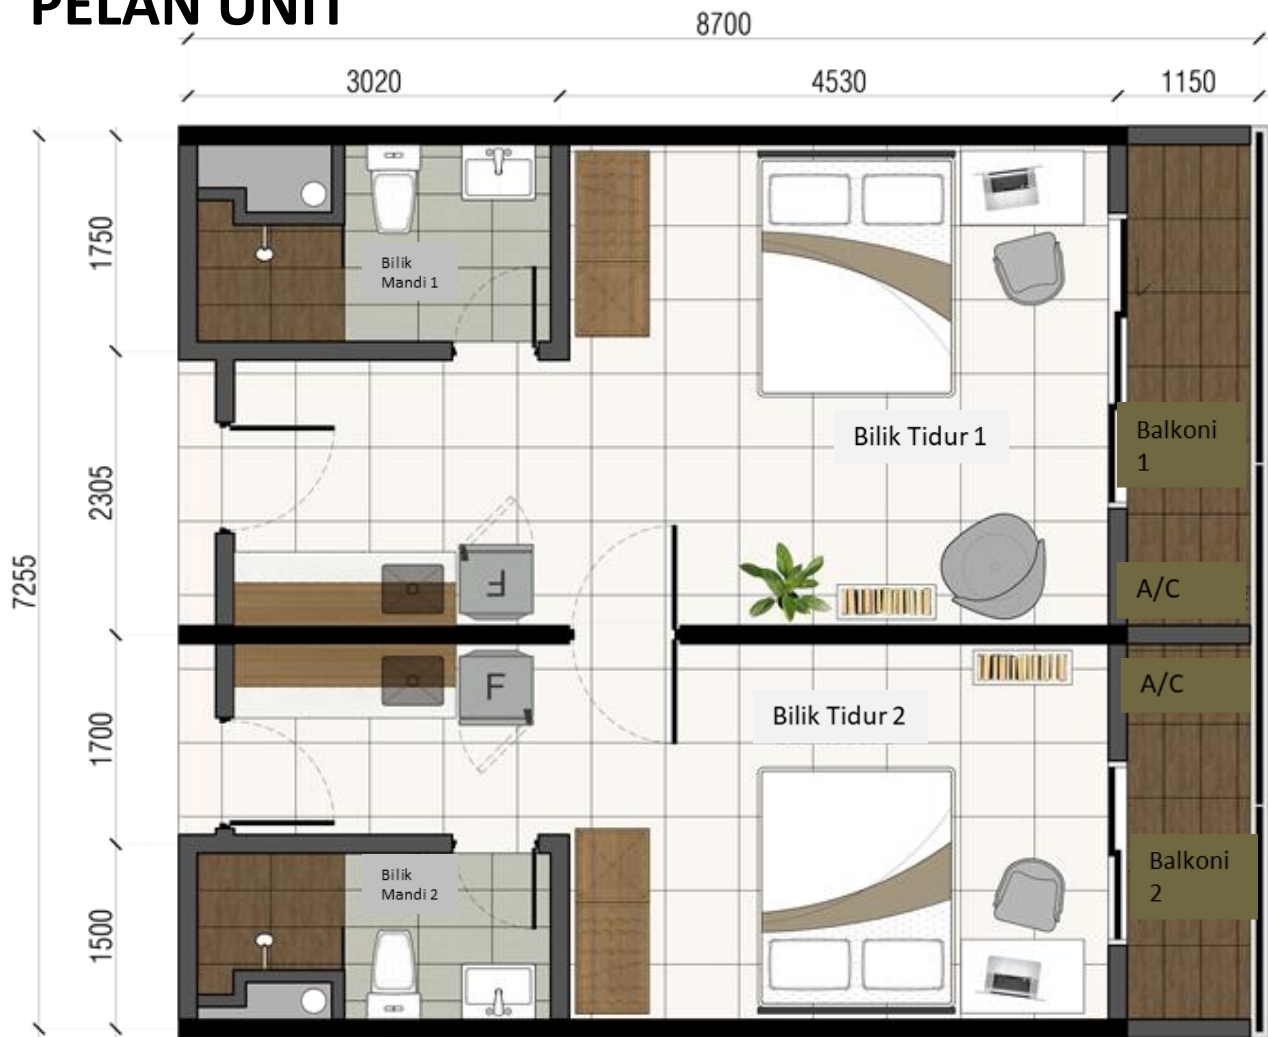 PELAN UNIT
8700
3020
4530
1150
1750
Bilik
Mandi 1
Bilik Tidur 1
Balkoni
1
2305
7255
F
A/C
F
A/C
Bilik Tidur 2
1700
Bilik
Mandi 2
Balkoni
2
1500